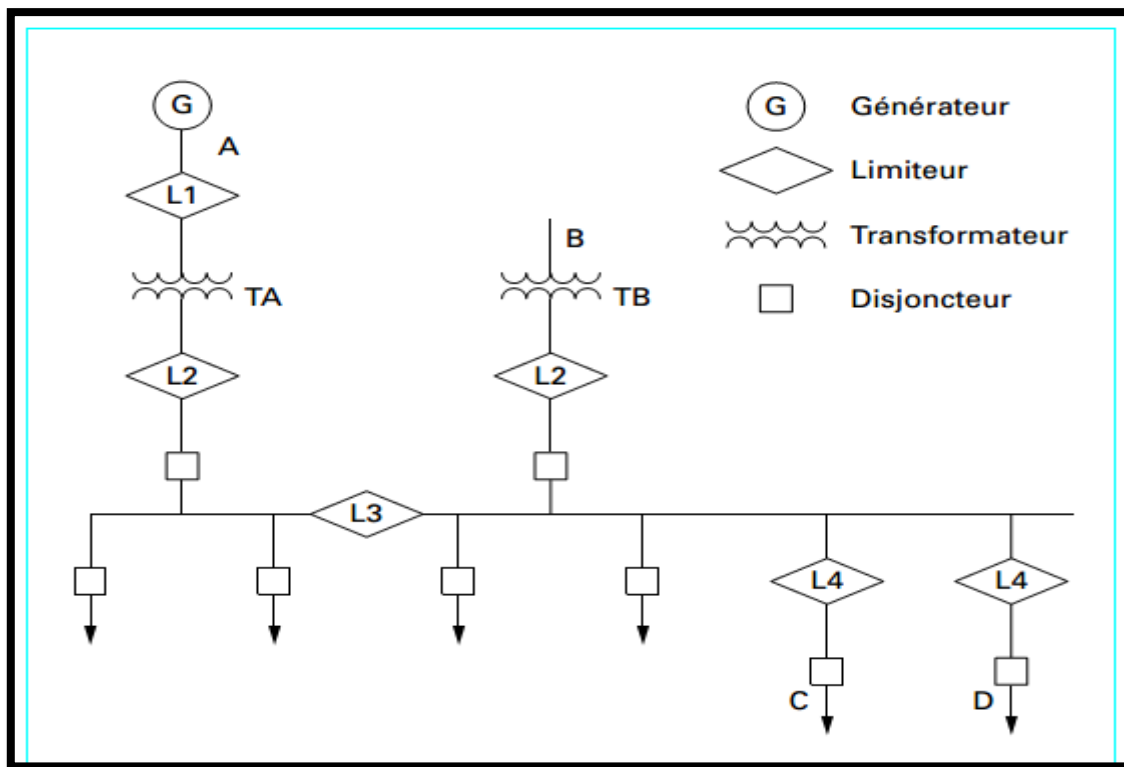 G
G Générateur
A
L1
Limiteur
B
Transformateur
TA
TB
Disjoncteur
L2
L2
L3
L4
L4
C
D